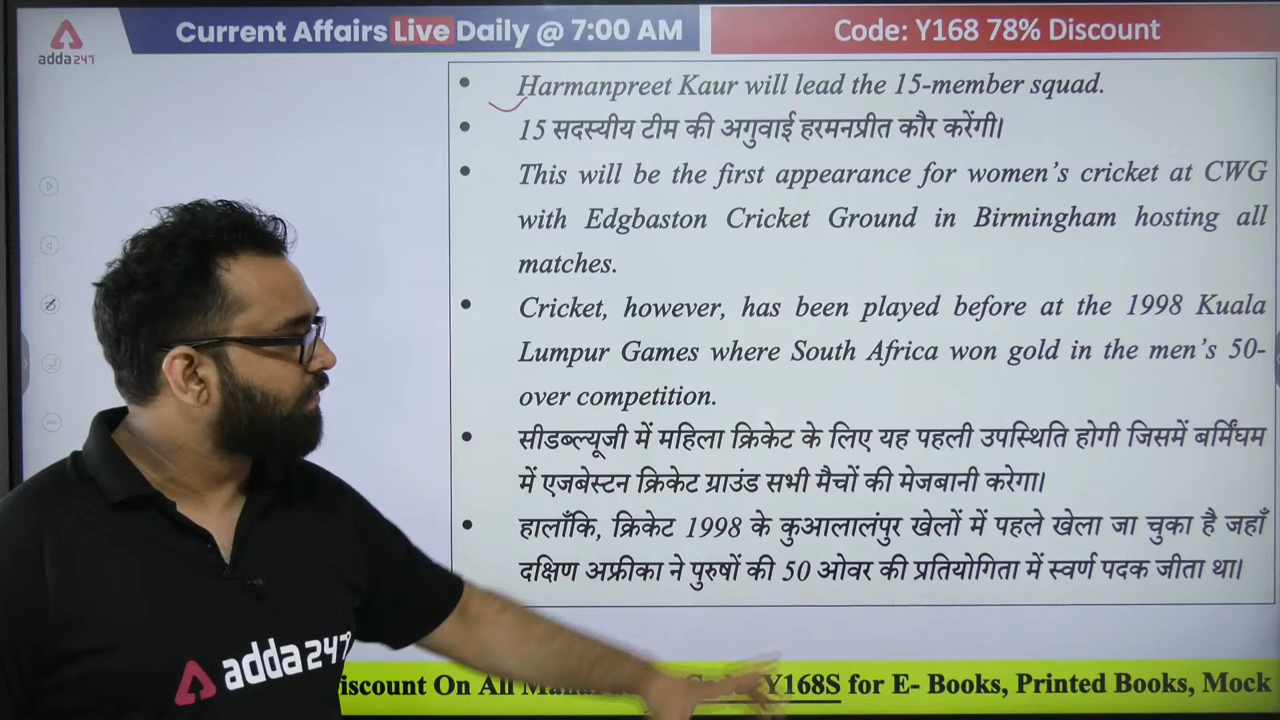 Current Affairs Live Daily @ 7:00 AM
Code: Y168 78% Discount
adda247
Harmanpreet Kaur will lead the 15-member squad.
15 सदस्यीय टीम की अगुवाई हरमनप्रीत कौर करेंगी।
This will be the first appearance for women's cricket at CWG
with Edgbaston Cricket Ground in Birmingham hosting all
matches.
Cricket, however, has been played before at the 1998 Kuala
Lumpur Games where South Africa won gold in the men's 50-
over competition.
सीडब्ल्यूजी में महिला क्रिकेट के लिए यह पहली उपस्थिति होगी जिसमें बर्मिंघम
में एजबेस्टन क्रिकेट ग्राउंड सभी मैचों की मेजबानी करेगा।
हालाँकि, क्रिकेट 1998 के कुआलालंपुर खेलों में पहले खेला जा चुका है जहाँ
दक्षिण अफ्रीका ने पुरुषों की 50 ओवर की प्रतियोगिता में स्वर्ण पदक जीता था।
adda247
iscount On All Y168S for E- Books, Printed Books, Mock